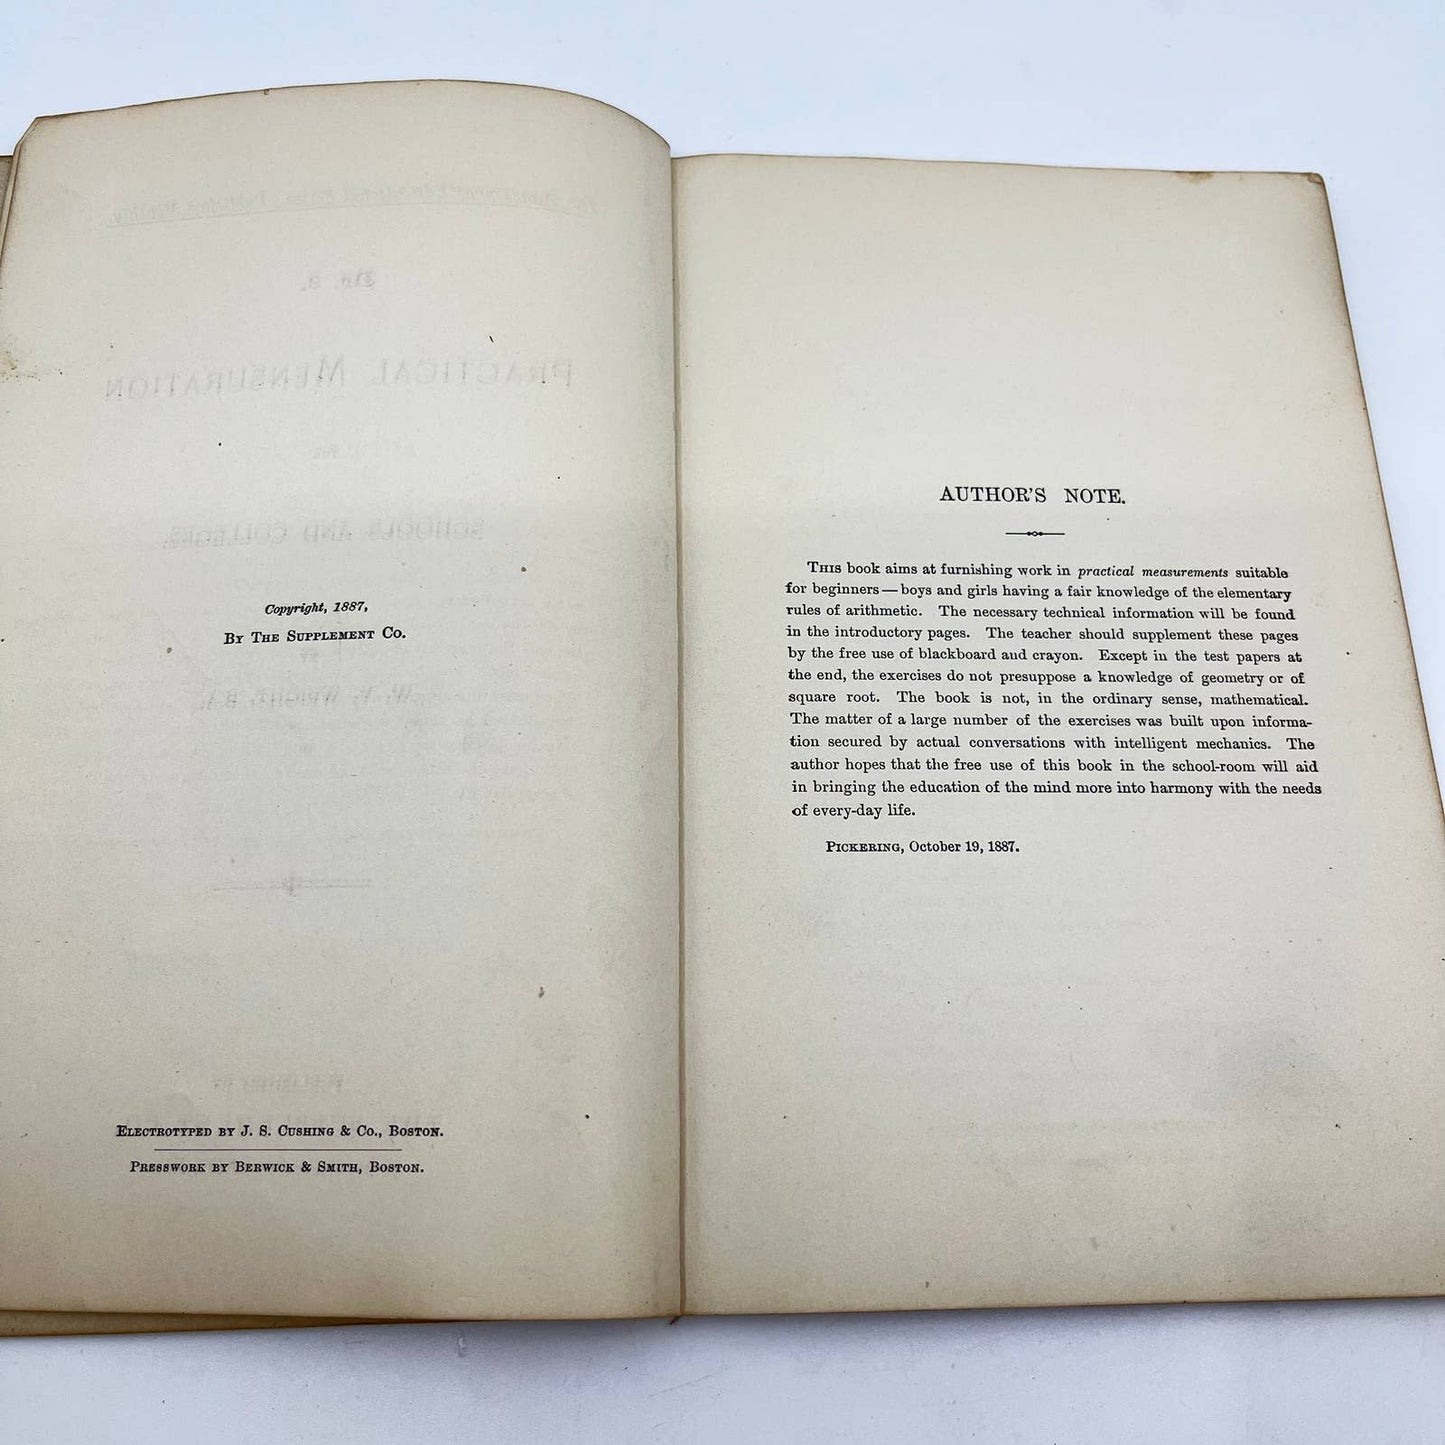 Copyright, 1887,
By The Supplement Co.
Electrotyped by J. S. Cushing & Co., Boston.
Presswork by Berwick & Smith, Boston.
AUTHOR'S NOTE.
This book aims at furnishing work in practical measurements suitable
for beginners — boys and girls having a fair knowledge of the elementary
rules of arithmetic. The necessary technical information will be found
in the introductory pages. The teacher should supplement these pages
by the free use of blackboard and crayon. Except in the test papers at
the end, the exercises do not presuppose a knowledge of geometry or of
square root. The book is not, in the ordinary sense, mathematical.
The matter of a large number of the exercises was built upon informa-
tion secured by actual conversations with intelligent mechanics. The
author hopes that the free use of this book in the school-room will aid
in bringing the education of the mind more into harmony with the needs
of every-day life.
Pickering, October 19, 1887.